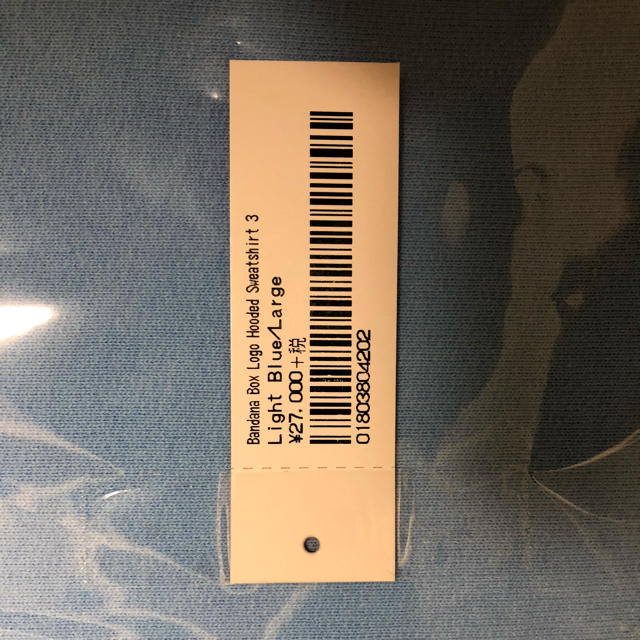 Bandana Box Logo Hooded Sweatshirt 3
Light Blue/Large
¥27,000+税
01803804202